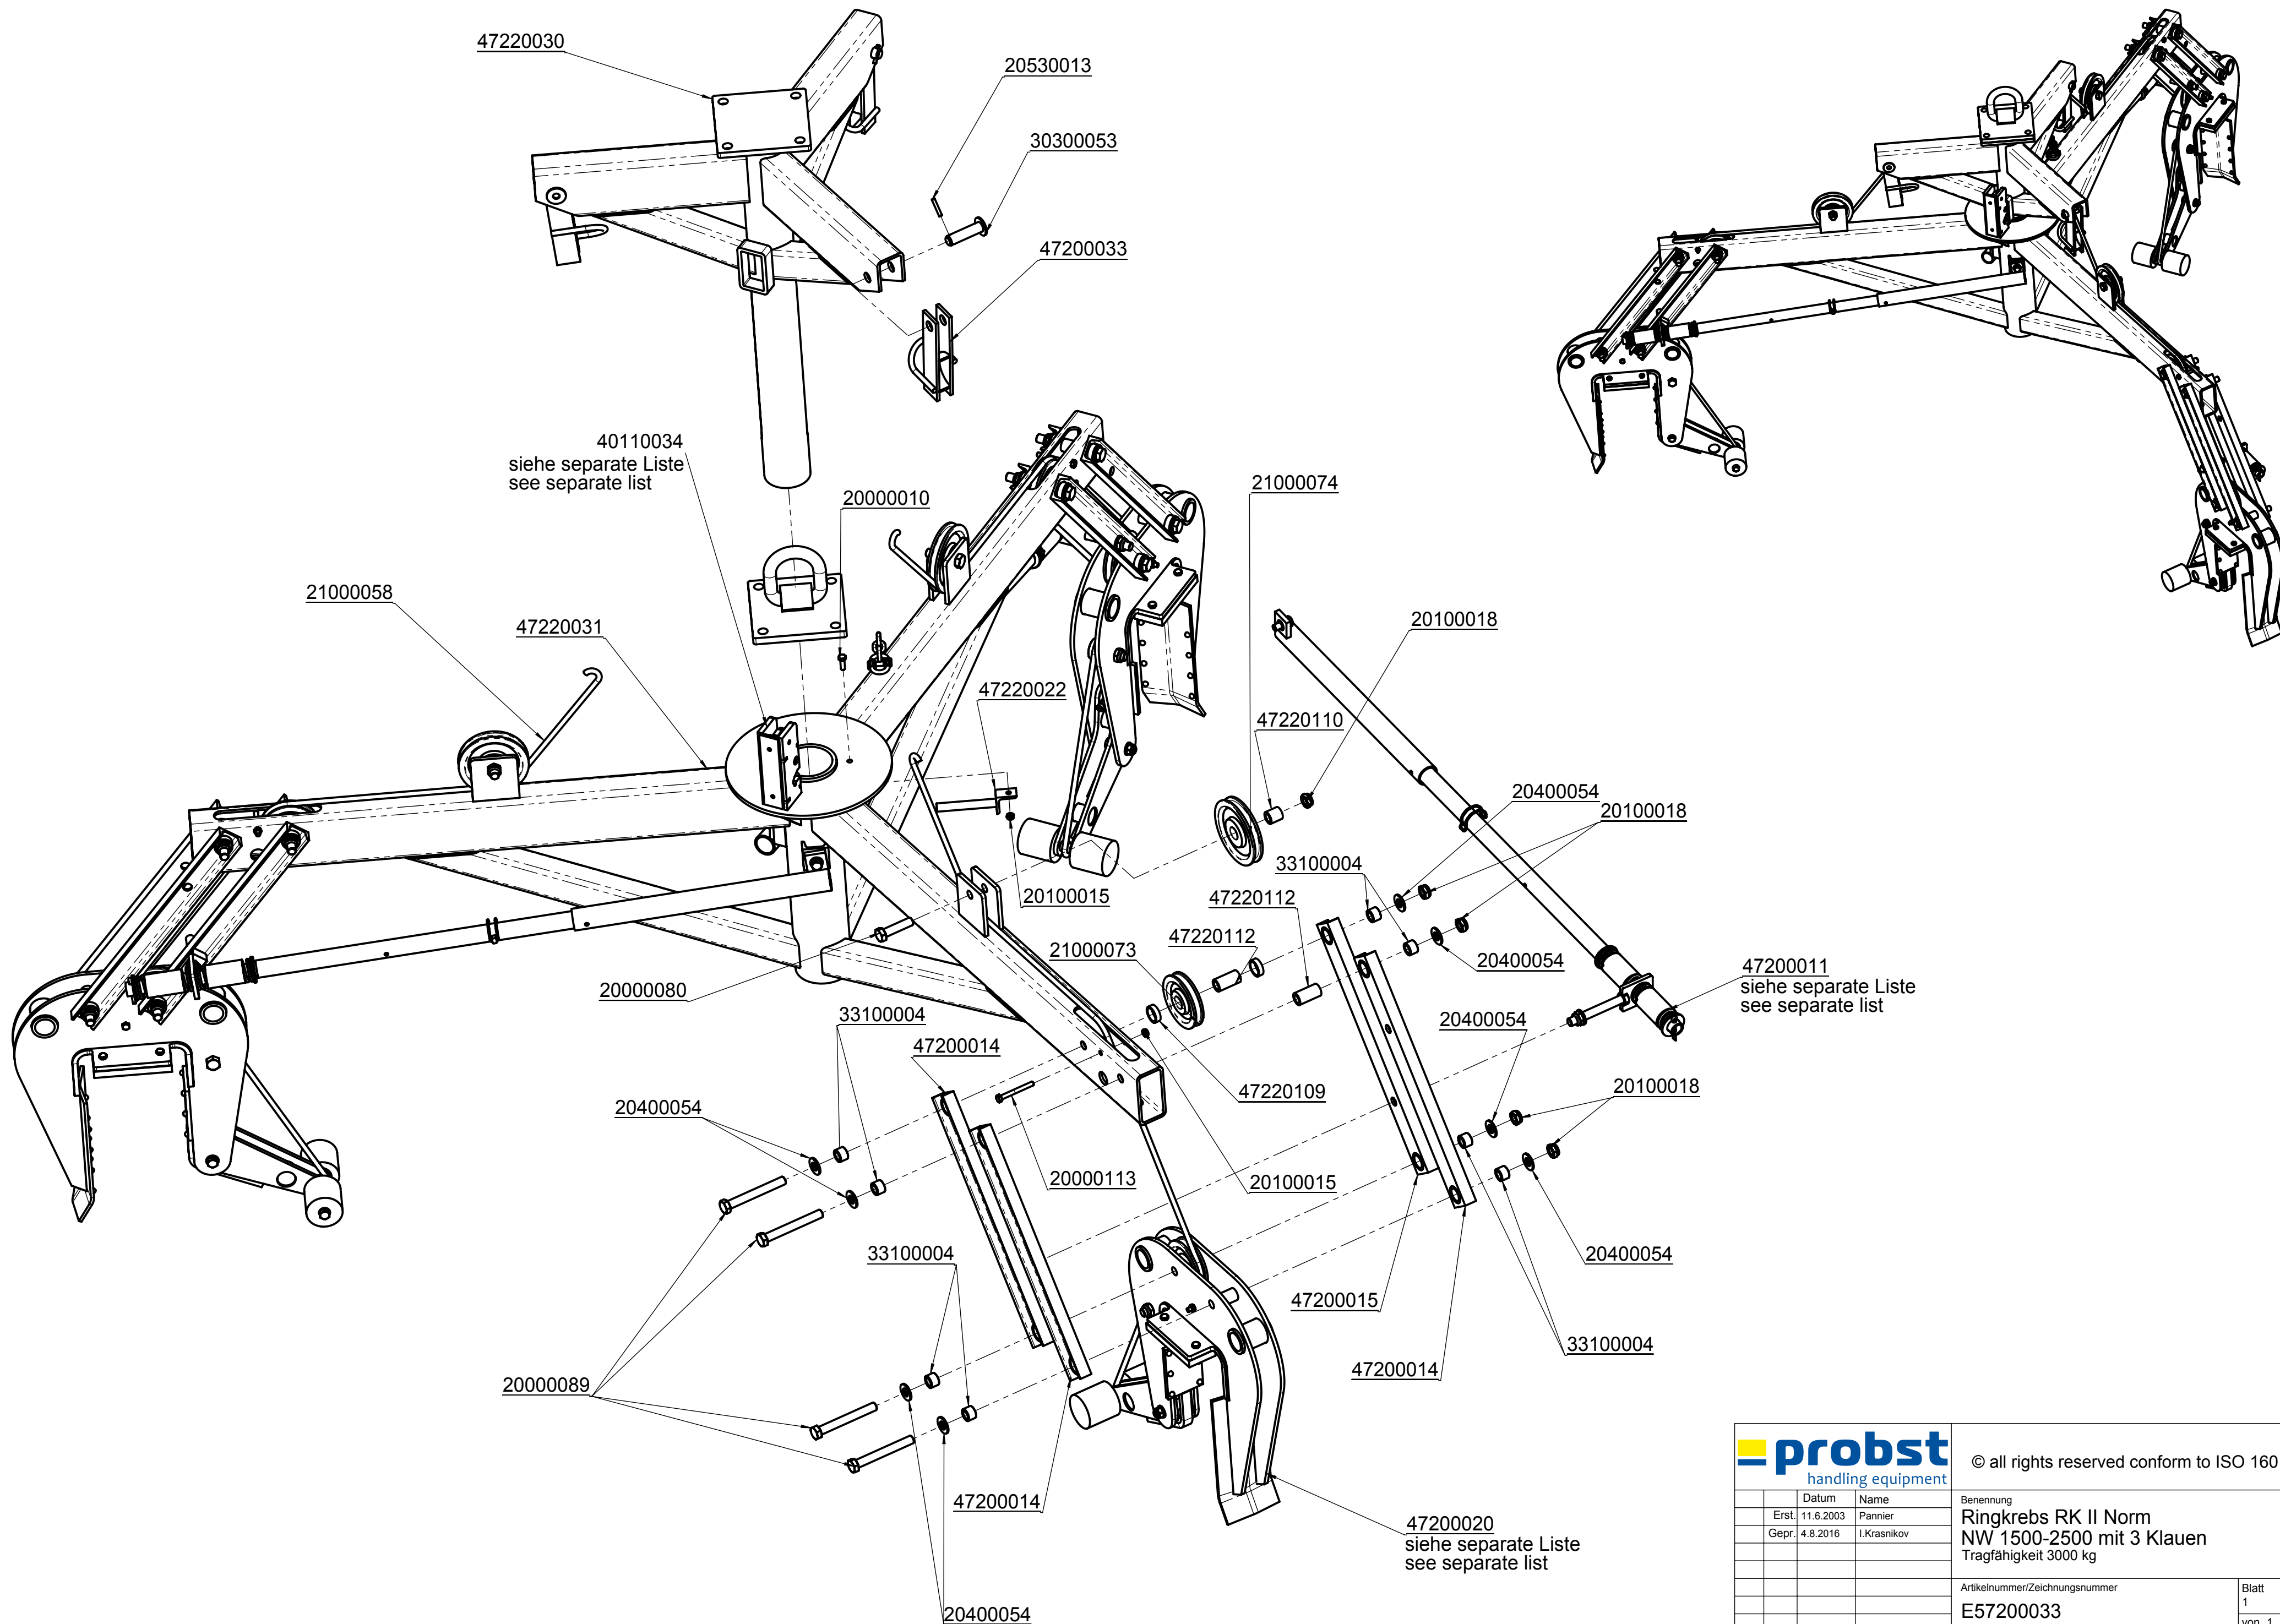 47220030
20530013
30300053
47200033
40110034
siehe separate Liste
see separate list
20000010
21000074
21000058
47220031
20100018
47220022
47220110
20400054
20100018
33100004
20100015
47220112
47220112
21000073
20400054
47200011
siehe separate Liste
see separate list
20000080
33100004
20400054
47200014
47220109
20100018
20400054
20000113
20100015
33100004
20400054
47200015
33100004
47200014
20000089
47200014
47200020
siehe separate Liste
see separate list
20400054
probst
handling equipment
© all rights reserved conform to ISO 160
Datum Name
Erst. 11.6.2003 Pannier
Gepr. 4.8.2016 I.Krasnikov
Benennung
Ringkrebs RK II Norm
NW 1500-2500 mit 3 Klauen
Tragfähigkeit 3000 kg
Artikelnummer/Zeichnungsnummer
E57200033
Blatt
1
von 1